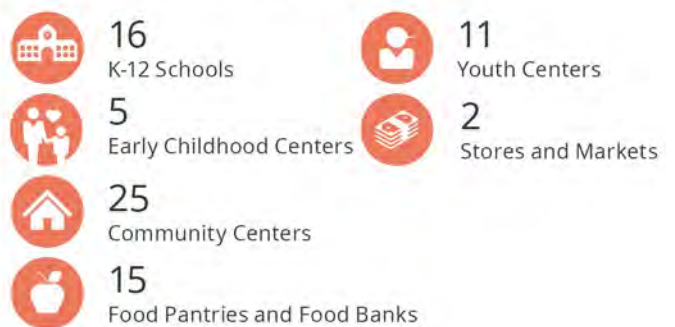 16
K-12 Schools
5
Early Childhood Centers
25
Community Centers
15
Food Pantries and Food Banks
11
Youth Centers
2
Stores and Markets